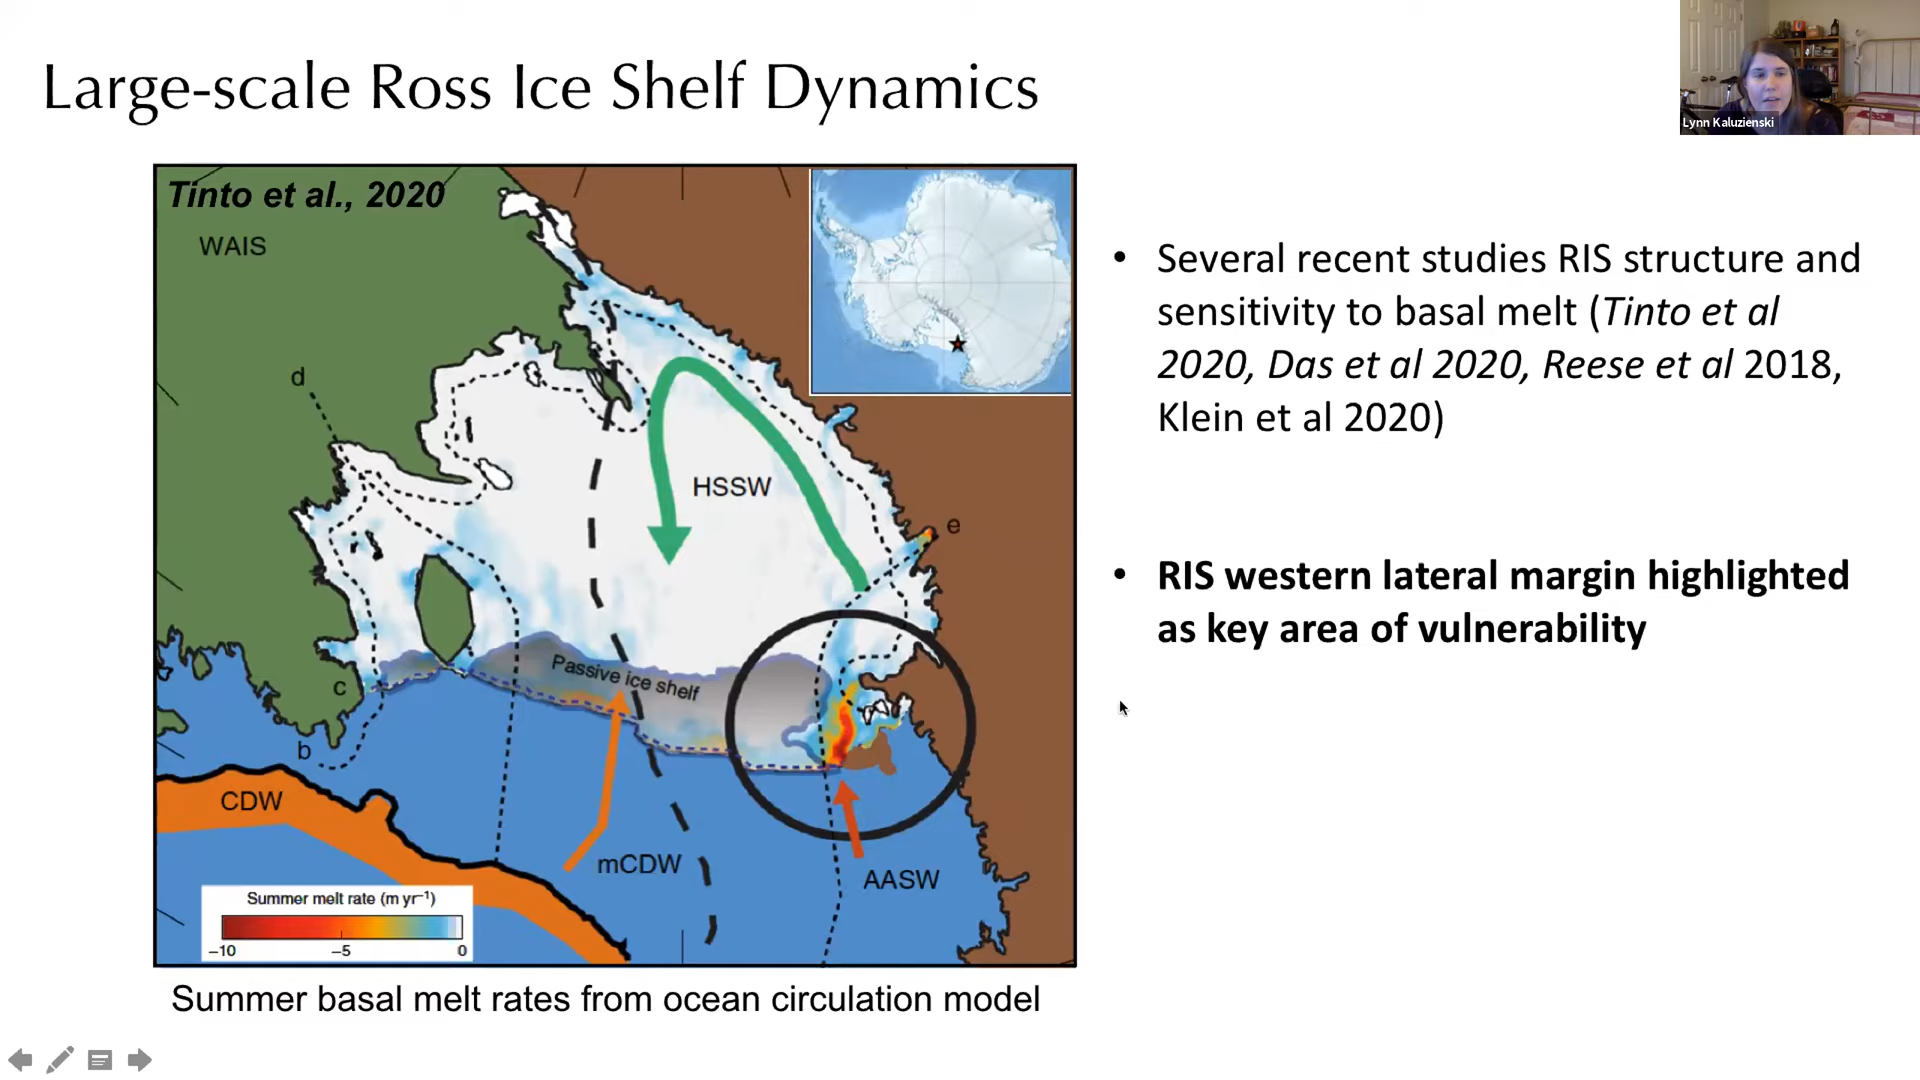 Large-scale Ross Ice Shelf Dynamics
Lynn Kaluzienski
Tinto et al., 2020
WAIS
d
HSSW
e
Passive ice shelf
c
b
CDW
mCDW
AASW
Summer melt rate (m yr⁻¹)
−10 −5 0
Summer basal melt rates from ocean circulation model
• Several recent studies RIS structure and
sensitivity to basal melt (Tinto et al
2020, Das et al 2020, Reese et al 2018,
Klein et al 2020)
• RIS western lateral margin highlighted
as key area of vulnerability